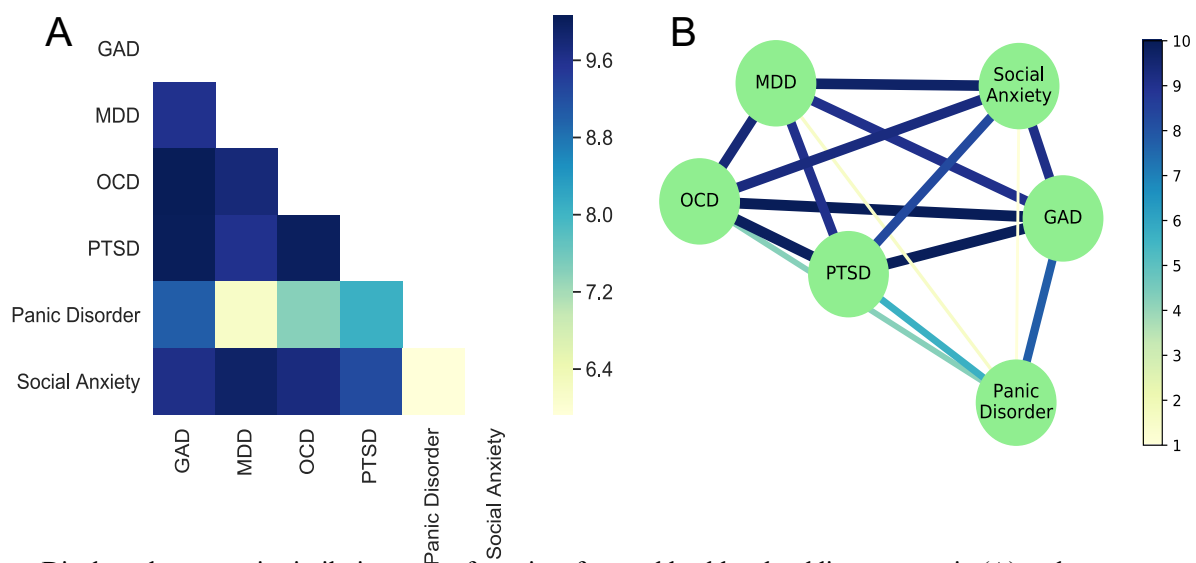 A
GAD
MDD
OCD
PTSD
Panic Disorder
Social Anxiety
GAD
MDD
OCD
PTSD
Panic Disorder
Social Anxiety
9.6
8.8
8.0
7.2
6.4
B
MDD
Social
Anxiety
OCD
GAD
PTSD
Panic
Disorder
10
9
8
7
6
5
4
3
2
1